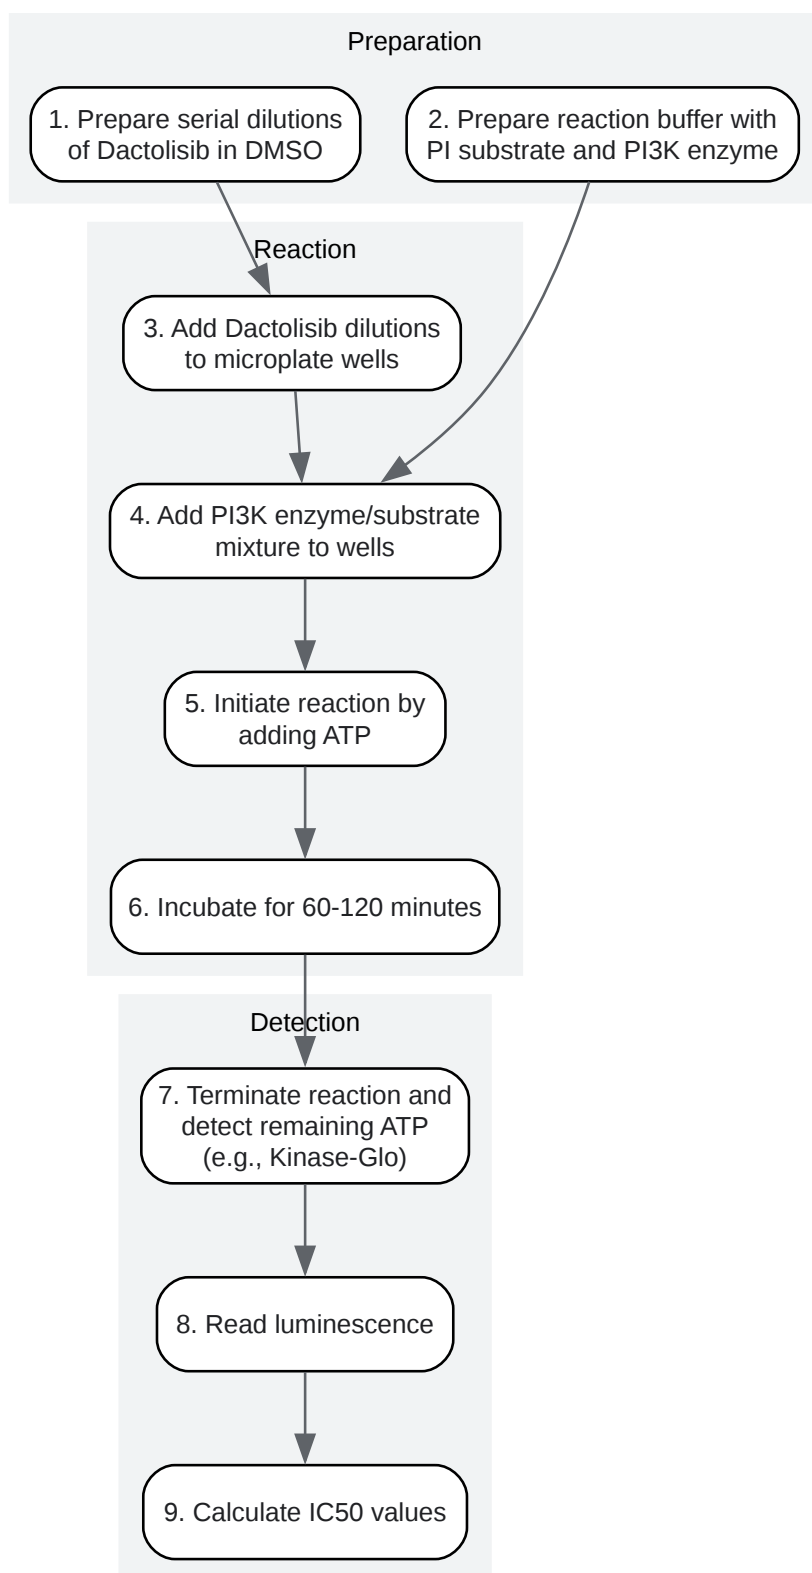 Preparation
1. Prepare serial dilutions
of Dactolisib in DMSO
2. Prepare reaction buffer with
PI substrate and PI3K enzyme
Reaction
3. Add Dactolisib dilutions
to microplate wells
4. Add PI3K enzyme/substrate
mixture to wells
5. Initiate reaction by
adding ATP
6. Incubate for 60-120 minutes
Detection
7. Terminate reaction and
detect remaining ATP
(e.g., Kinase-Glo)
8. Read luminescence
9. Calculate IC50 values